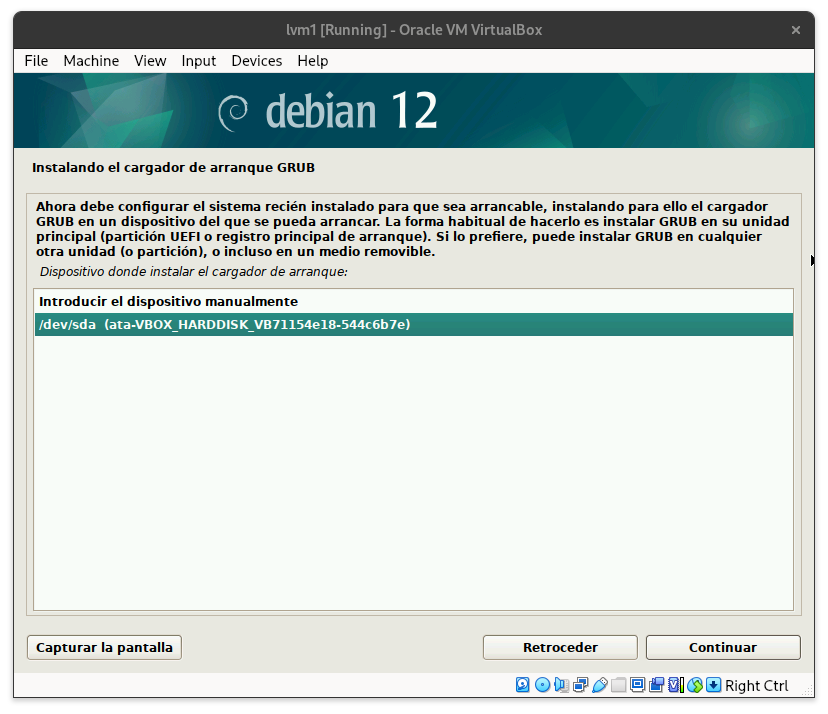 lvm1 [Running] - Oracle VM VirtualBox
File Machine View Input Devices Help
debian 12
Instalando el cargador de arranque GRUB
Ahora debe configurar el sistema recién instalado para que sea arrancable, instalando para ello el cargador
GRUB en un dispositivo del que se pueda arrancar. La forma habitual de hacerlo es instalar GRUB en su unidad
principal (partición UEFI o registro principal de arranque). Si lo prefiere, puede instalar GRUB en cualquier
otra unidad (o partición), o incluso en un medio removible.
Dispositivo donde instalar el cargador de arranque:
Introducir el dispositivo manualmente
/dev/sda (ata-VBOX_HARDDISK_VB71154e18-544c6b7e)
Capturar la pantalla Retroceder Continuar
Right Ctrl